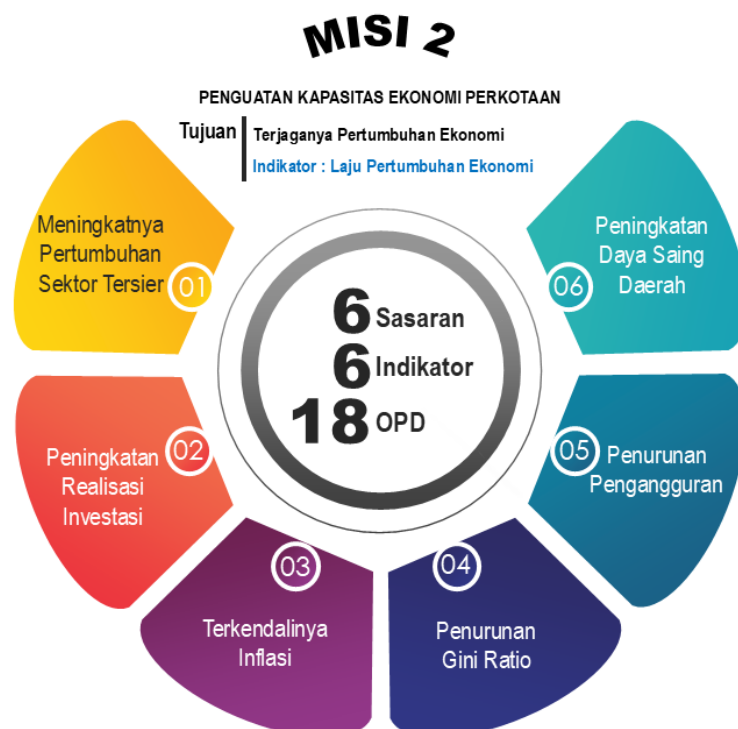 MISI 2
PENGUATAN KAPASITAS EKONOMI PERKOTAAN
Tujuan
Terjaganya Pertumbuhan Ekonomi
Indikator : Laju Pertumbuhan Ekonomi
Meningkatnya
Pertumbuhan
Sektor Tersier
01
Peningkatan
Realisasi
Investasi
02
03
Terkendalinya
Inflasi
04
Penurunan
Gini Ratio
05
Penurunan
Pengangguran
06
Peningkatan
Daya Saing
Daerah
6 Sasaran
6 Indikator
18 OPD